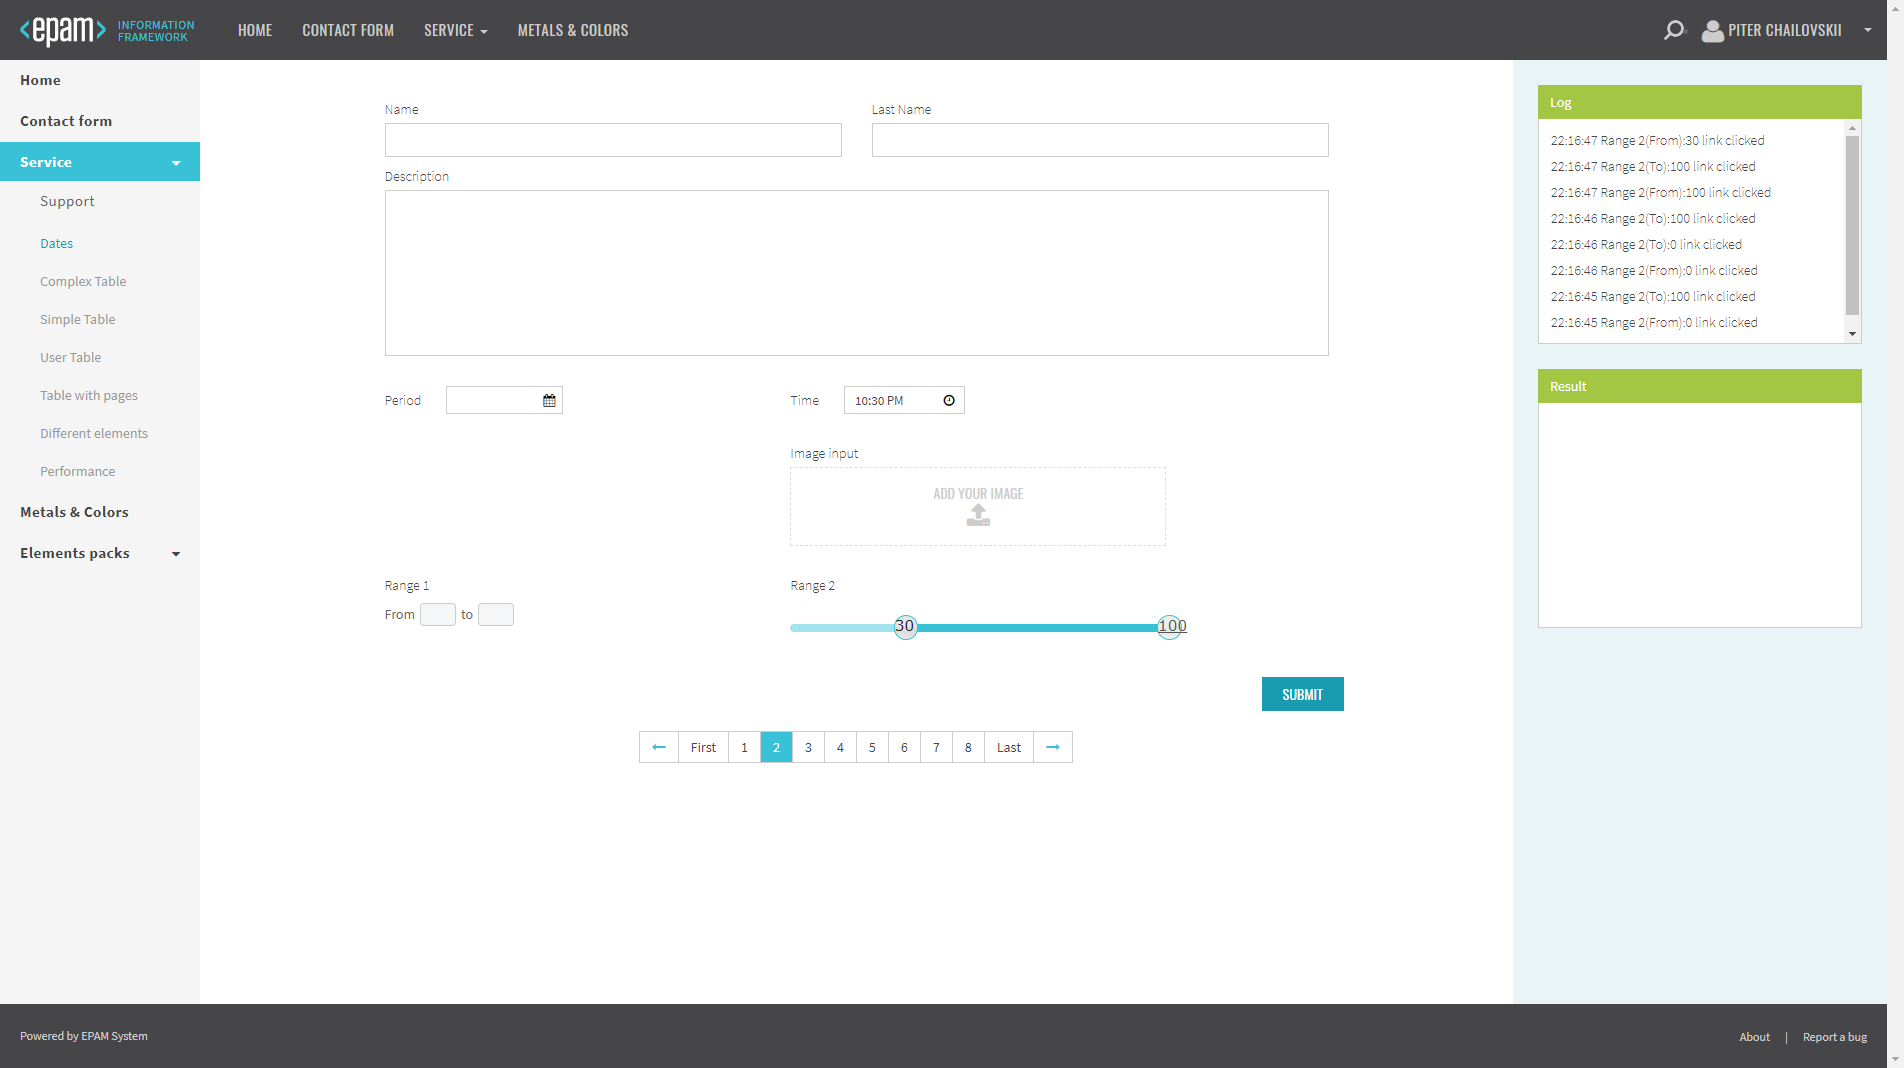 <epam>
INFORMATION
FRAMEWORK
HOME
CONTACT FORM
SERVICE
METALS & COLORS
PITER CHAILOVSKII
Home
Contact form
Service
Support
Dates
Complex Table
Simple Table
User Table
Table with pages
Different elements
Performance
Metals & Colors
Elements packs
Name
Last Name
Description
Period
Time
10:30 PM
Image input
ADD YOUR IMAGE
Range 1
From to
Range 2
30
100
SUBMIT
First 1 2 3 4 5 6 7 8 Last
Log
22:16:47 Range 2(From):30 link clicked
22:16:47 Range 2(To):100 link clicked
22:16:47 Range 2(From):100 link clicked
22:16:46 Range 2(To):100 link clicked
22:16:46 Range 2(To):0 link clicked
22:16:46 Range 2(From):0 link clicked
22:16:45 Range 2(To):100 link clicked
22:16:45 Range 2(From):0 link clicked
Result
Powered by EPAM System
About | Report a bug